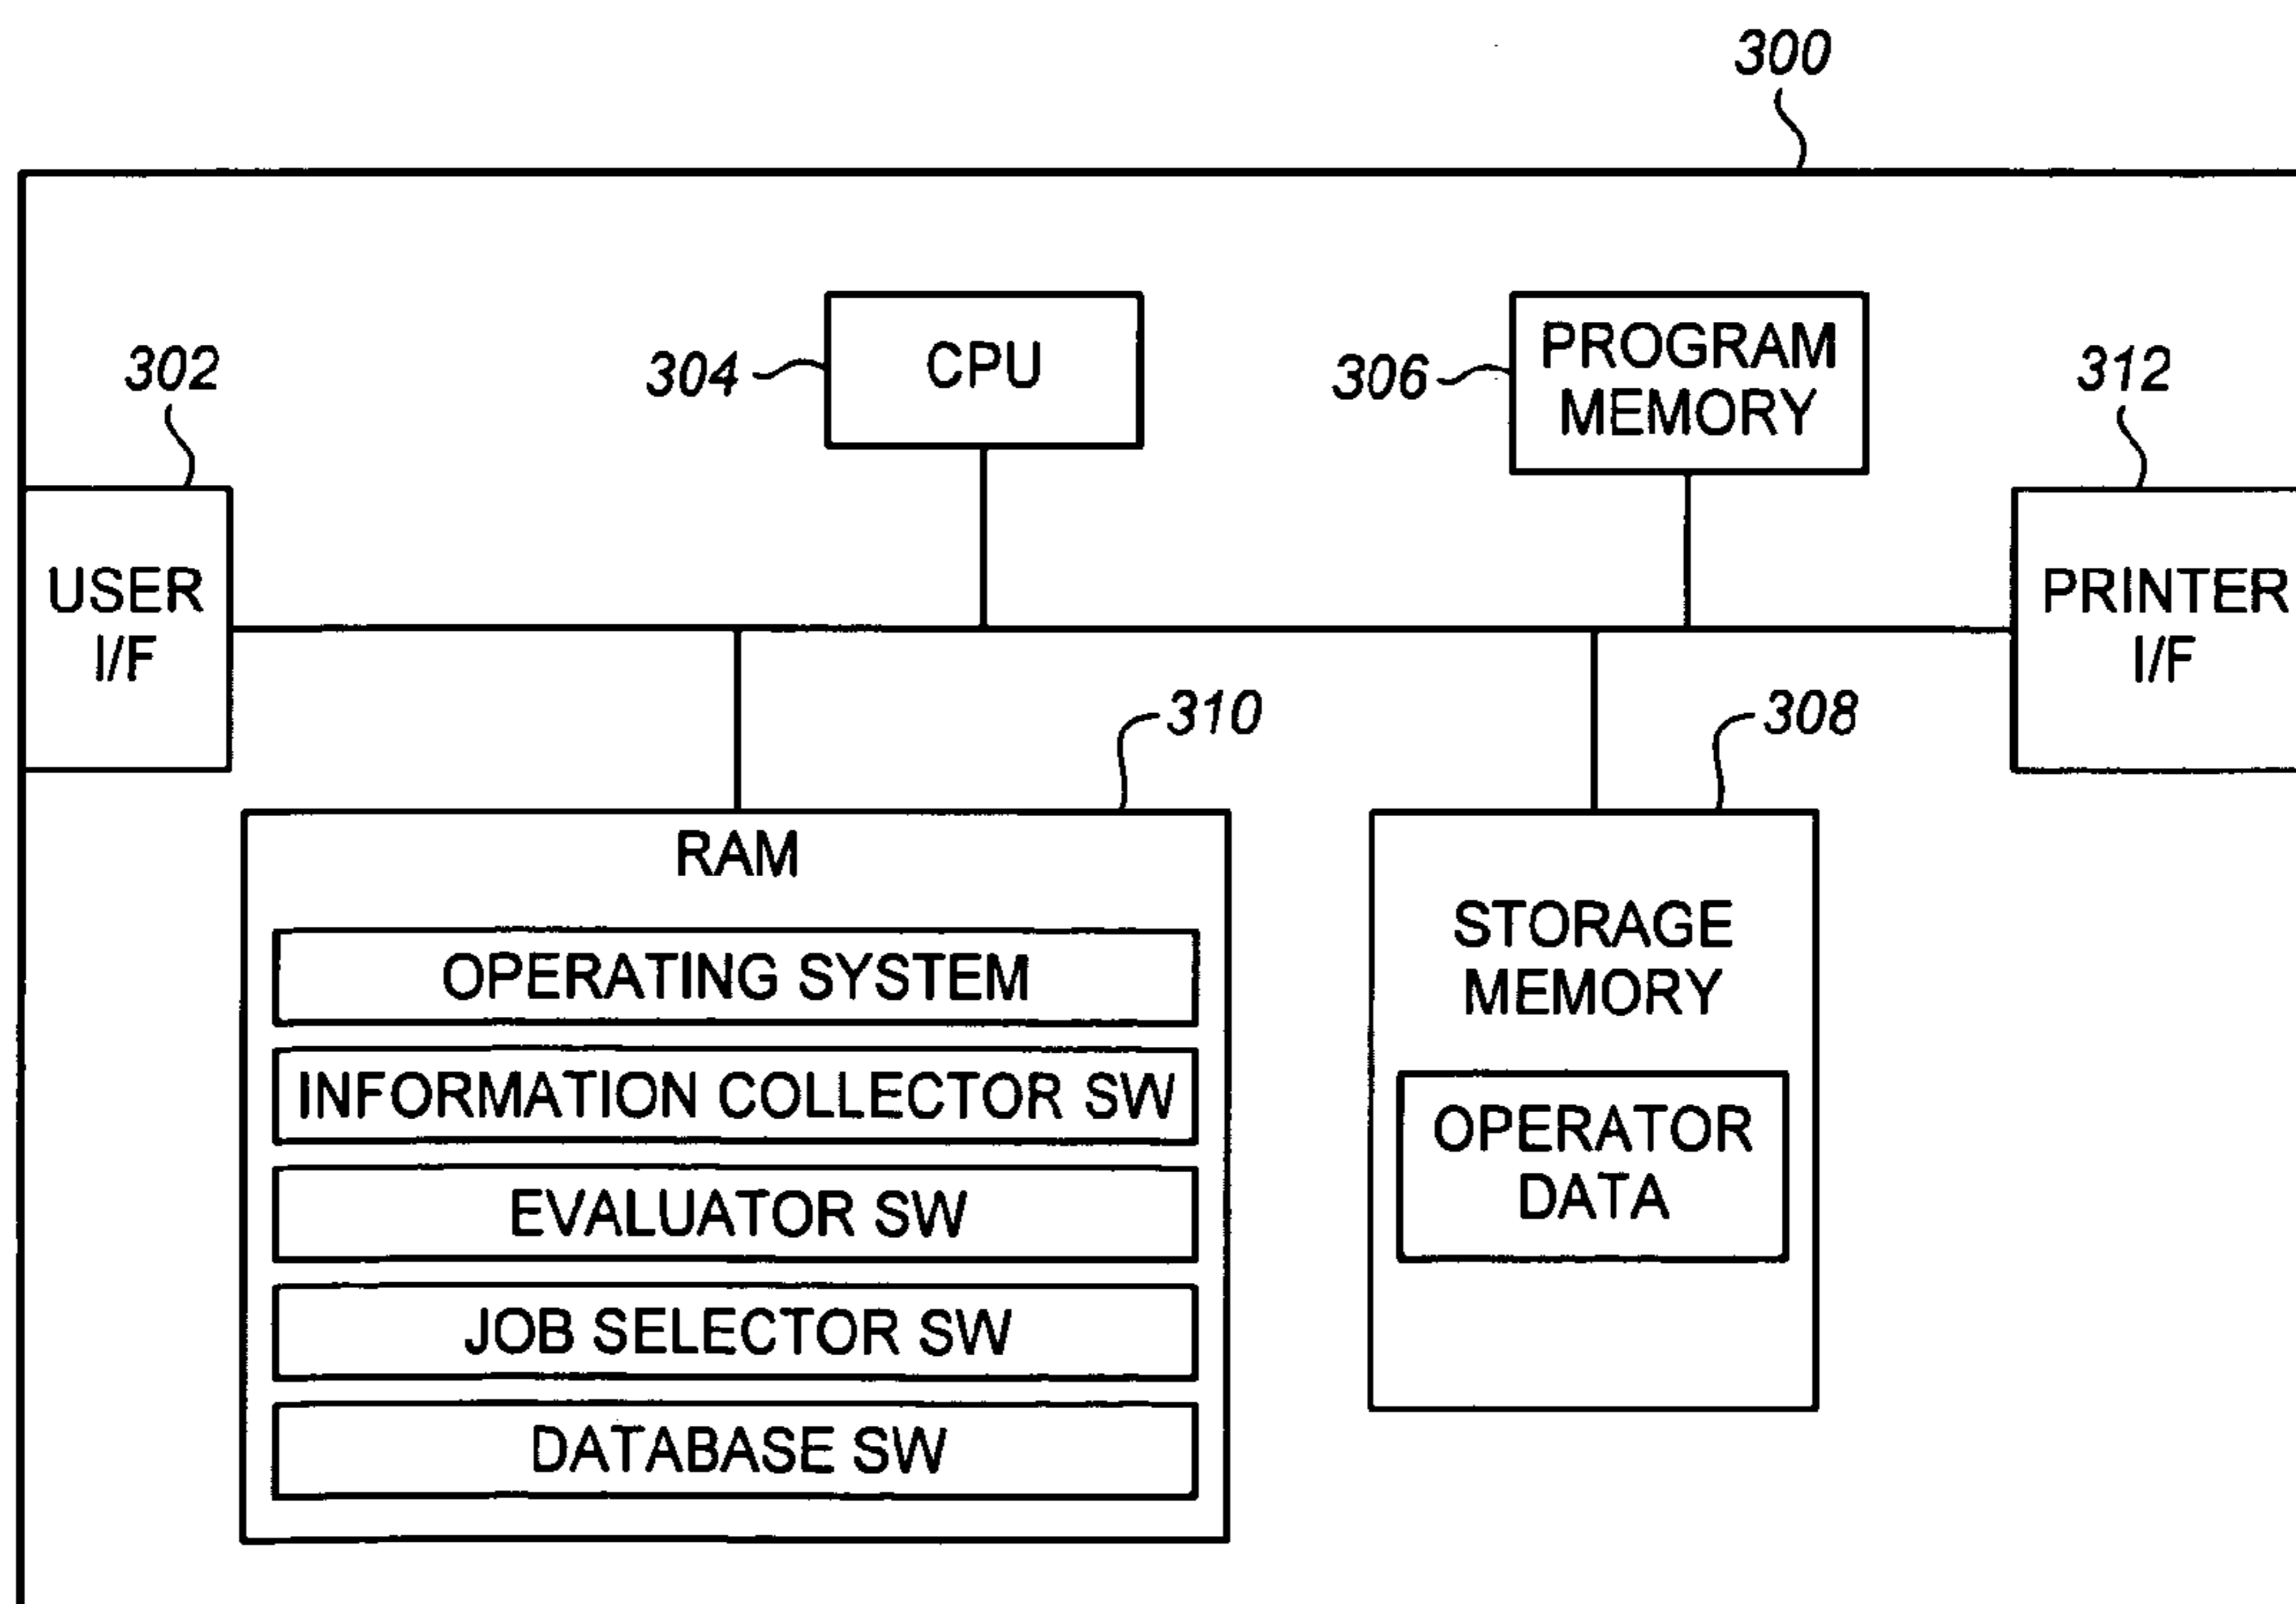 300
302
304
CPU
306
PROGRAM
MEMORY
312
USER
I/F
PRINTER
I/F
310
308
RAM
OPERATING SYSTEM
INFORMATION COLLECTOR SW
EVALUATOR SW
JOB SELECTOR SW
DATABASE SW
STORAGE
MEMORY
OPERATOR
DATA